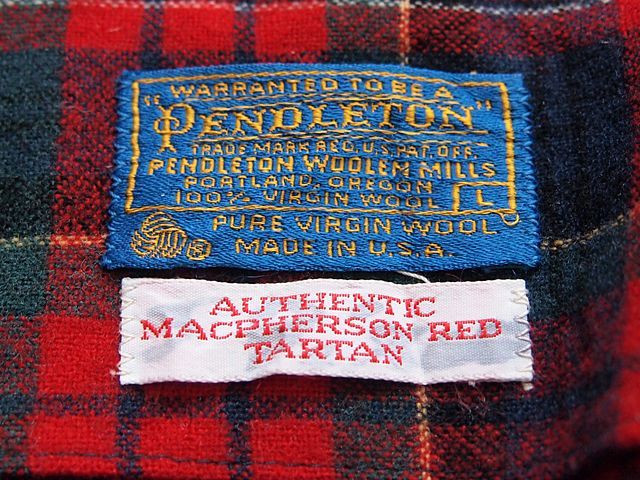 WARRANTED TO BE A
"PENDLETON"
TRADE MARK REG. U.S. PAT. OFF.
PENDLETON WOOLEN MILLS
PORTLAND, OREGON
100% VIRGIN WOOL L
PURE VIRGIN WOOL
MADE IN U.S.A.
AUTHENTIC
MACPHERSON RED
TARTAN